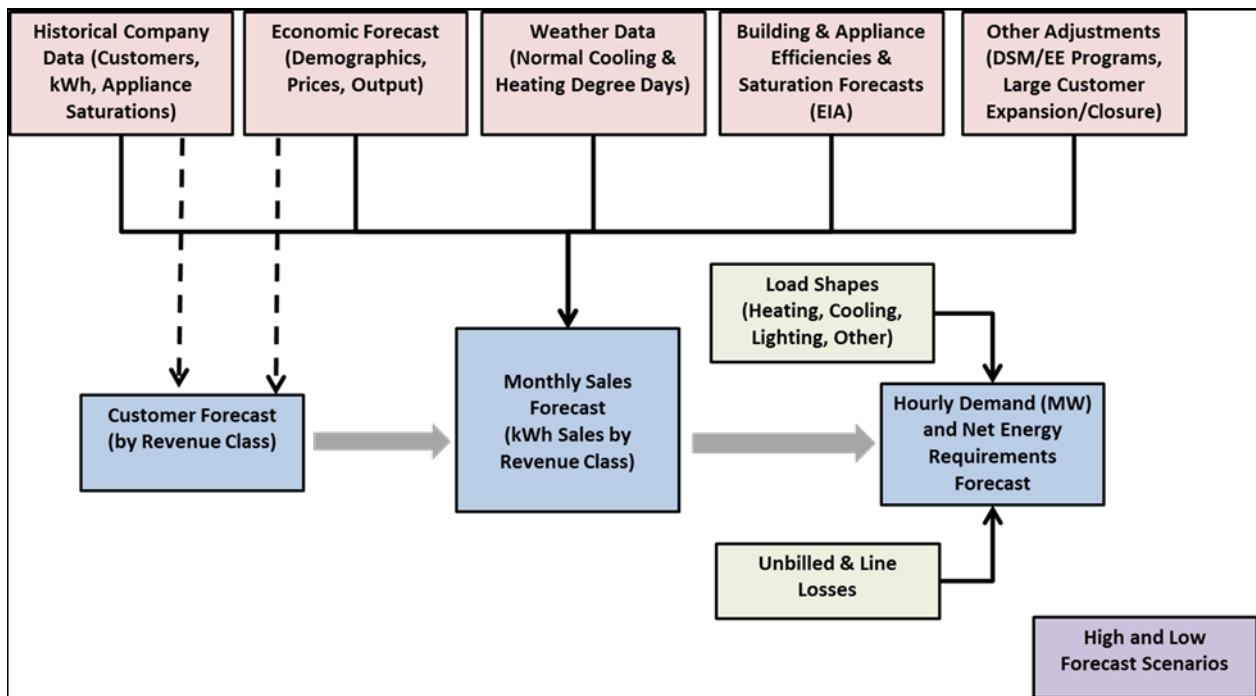 Historical Company
Data (Customers,
kWh, Appliance
Saturations)
Economic Forecast
(Demographics,
Prices, Output)
Weather Data
(Normal Cooling &
Heating Degree Days)
Building & Appliance
Efficiencies &
Saturation Forecasts
(EIA)
Other Adjustments
(DSM/EE Programs,
Large Customer
Expansion/Closure)
Load Shapes
(Heating, Cooling,
Lighting, Other)
Customer Forecast
(by Revenue Class)
Monthly Sales
Forecast
(kWh Sales by
Revenue Class)
Hourly Demand (MW)
and Net Energy
Requirements
Forecast
Unbilled & Line
Losses
High and Low
Forecast Scenarios